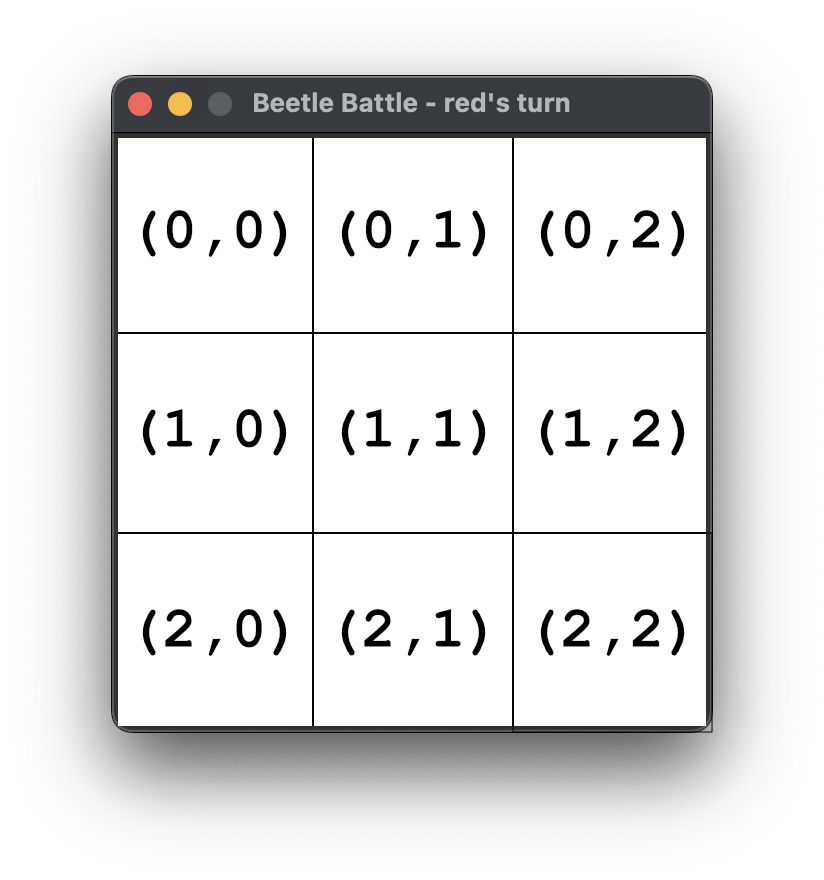 Beetle Battle - red's turn
(0,0) (0,1) (0,2)
(1,0) (1,1) (1,2)
(2,0) (2,1) (2,2)